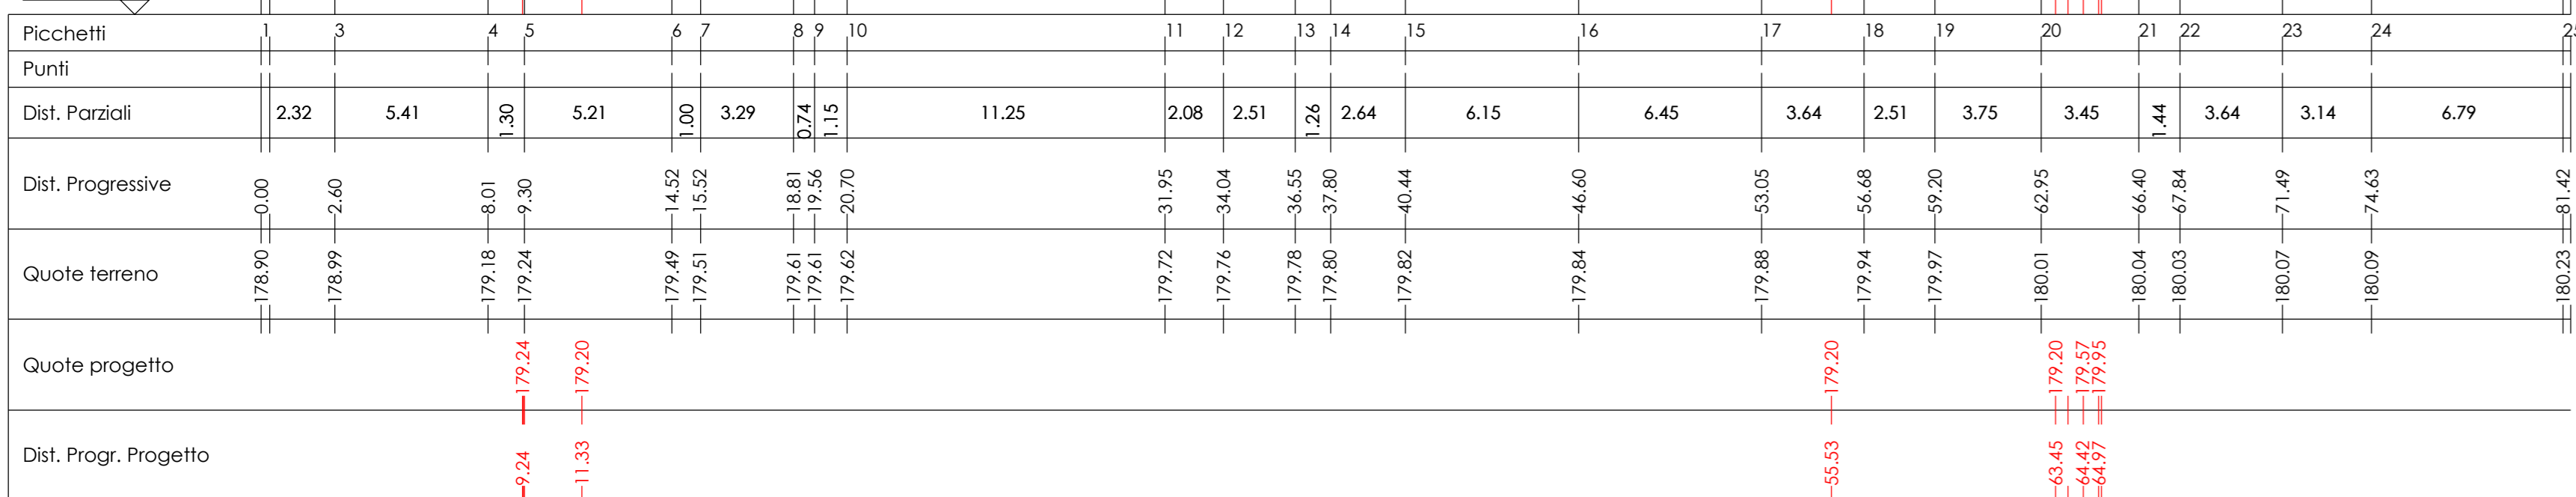 Picchetti 1 3 4 5 6 7 8 9 10 11 12 13 14 15 16 17 18 19 20 21 22 23 24
Punti
Dist. Parziali 2.32 5.41 1.30 5.21 1.00 3.29 0.74 1.15 11.25 2.08 2.51 1.26 2.64 6.15 6.45 3.64 2.51 3.75 3.45 1.44 3.64 3.14 6.79
Dist. Progressive 0.00 2.60 8.01 9.30 14.52 15.52 18.81 19.56 20.70 31.95 34.04 36.55 37.80 40.44 46.60 53.05 56.68 59.20 62.95 66.40 67.84 71.49 74.63 81.42
Quote terreno 178.90 178.99 179.18 179.24 179.49 179.51 179.61 179.61 179.62 179.72 179.76 179.78 179.80 179.82 179.84 179.88 179.94 179.97 180.01 180.04 180.03 180.07 180.09 180.23
Quote progetto 179.24 179.20 179.20 179.20 179.57 179.95
Dist. Progr. Progetto 9.24 11.33 55.53 63.45 64.42 64.97